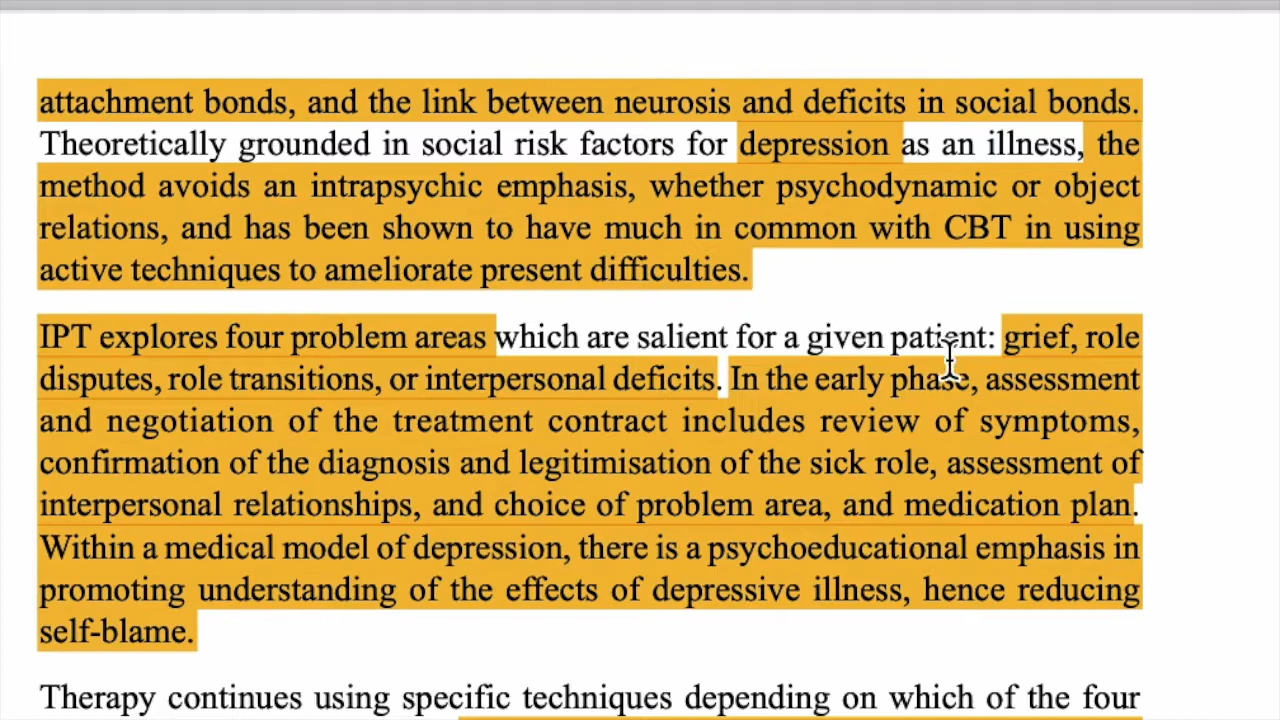 attachment bonds, and the link between neurosis and deficits in social bonds.
Theoretically grounded in social risk factors for depression as an illness, the
method avoids an intrapsychic emphasis, whether psychodynamic or object
relations, and has been shown to have much in common with CBT in using
active techniques to ameliorate present difficulties.
IPT explores four problem areas which are salient for a given patient: grief, role
disputes, role transitions, or interpersonal deficits. In the early phase, assessment
and negotiation of the treatment contract includes review of symptoms,
confirmation of the diagnosis and legitimisation of the sick role, assessment of
interpersonal relationships, and choice of problem area, and medication plan.
Within a medical model of depression, there is a psychoeducational emphasis in
promoting understanding of the effects of depressive illness, hence reducing
self-blame.
Therapy continues using specific techniques depending on which of the four